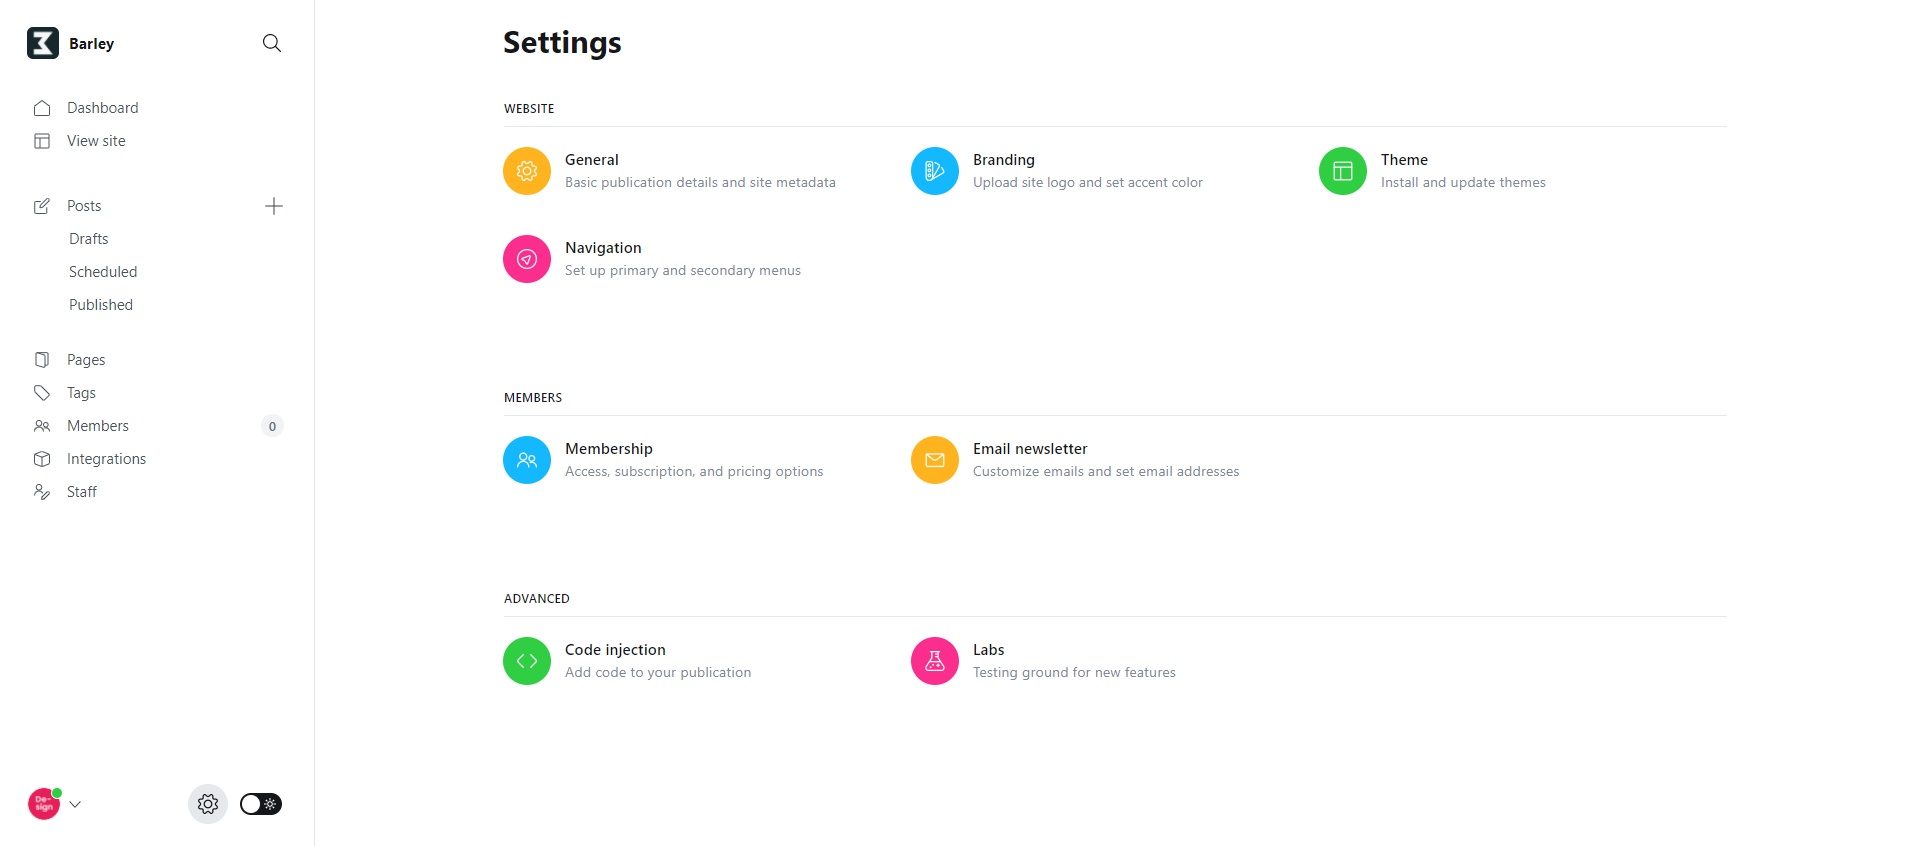 Barley
Dashboard
View site
Posts
Drafts
Scheduled
Published
Pages
Tags
Members
0
Integrations
Staff
De-
sign
Settings
WEBSITE
General
Basic publication details and site metadata
Branding
Upload site logo and set accent color
Theme
Install and update themes
Navigation
Set up primary and secondary menus
MEMBERS
Membership
Access, subscription, and pricing options
Email newsletter
Customize emails and set email addresses
ADVANCED
Code injection
Add code to your publication
Labs
Testing ground for new features